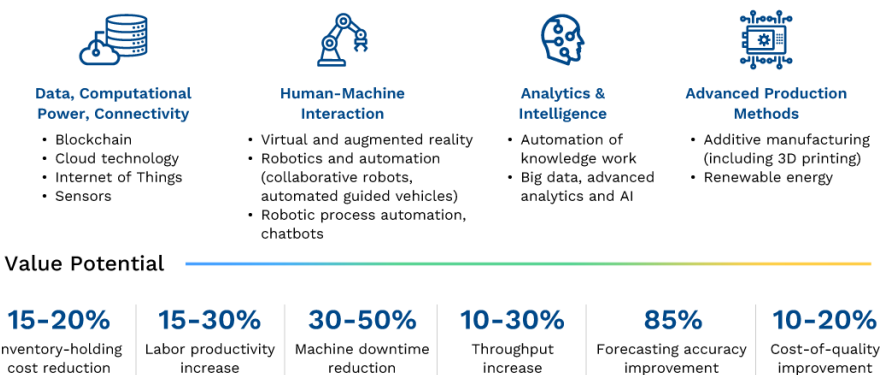 Data, Computational
Power, Connectivity
• Blockchain
• Cloud technology
• Internet of Things
• Sensors
Human-Machine
Interaction
• Virtual and augmented reality
• Robotics and automation
(collaborative robots,
automated guided vehicles)
• Robotic process automation,
chatbots
Analytics &
Intelligence
• Automation of
knowledge work
• Big data, advanced
analytics and AI
Advanced Production
Methods
• Additive manufacturing
(including 3D printing)
• Renewable energy
Value Potential
15-20%
nventory-holding
cost reduction
15-30%
Labor productivity
increase
30-50%
Machine downtime
reduction
10-30%
Throughput
increase
85%
Forecasting accuracy
improvement
10-20%
Cost-of-quality
improvement